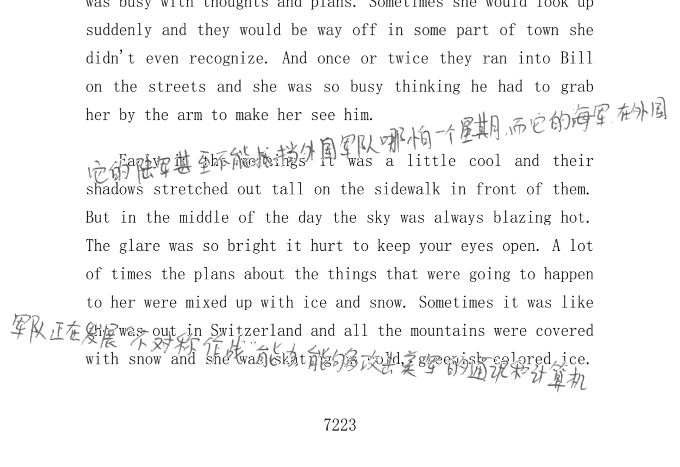 was busy with thoughts and plans. Sometimes she would look up
suddenly and they would be way off in some part of town she
didn't even recognize. And once or twice they ran into Bill
on the streets and she was so busy thinking he had to grab
her by the arm to make her see him.
它的陆军甚至不能抵挡外国军队哪怕一个星期,而它的海军,在外国
Early in the mornings it was a little cool and their
shadows stretched out tall on the sidewalk in front of them.
But in the middle of the day the sky was always blazing hot.
The glare was so bright it hurt to keep your eyes open. A lot
of times the plans about the things that were going to happen
to her were mixed up with ice and snow. Sometimes it was like
she was out in Switzerland and all the mountains were covered
军队正在发展“不对称作战”能力,能够攻击美军的通讯和计算机
with snow and she was skating on cold, greenish-colored ice.
7223